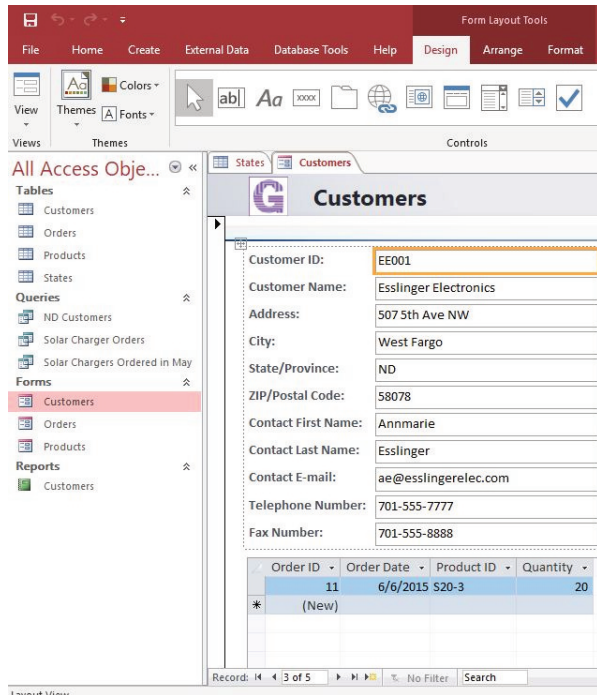 Form Layout Tools
File Home Create External Data Database Tools Help Design Arrange Format
Colors
Aa
View Themes A Fonts
ab Aa xxxx
Views Themes Controls
All Access Obje... «
States Customers
Tables
Customers
Orders
Products
States
Queries
ND Customers
Solar Charger Orders
Solar Chargers Ordered in May
Forms
Customers
Orders
Products
Reports
Customers
G Customers
Customer ID: EE001
Customer Name: Esslinger Electronics
Address: 507 5th Ave NW
City: West Fargo
State/Province: ND
ZIP/Postal Code: 58078
Contact First Name: Annmarie
Contact Last Name: Esslinger
Contact E-mail: ae@esslingerelec.com
Telephone Number: 701-555-7777
Fax Number: 701-555-8888
Order ID Order Date Product ID Quantity
11 6/6/2015 S20-3 20
* (New)
Record: 3 of 5 No Filter Search
Layout View